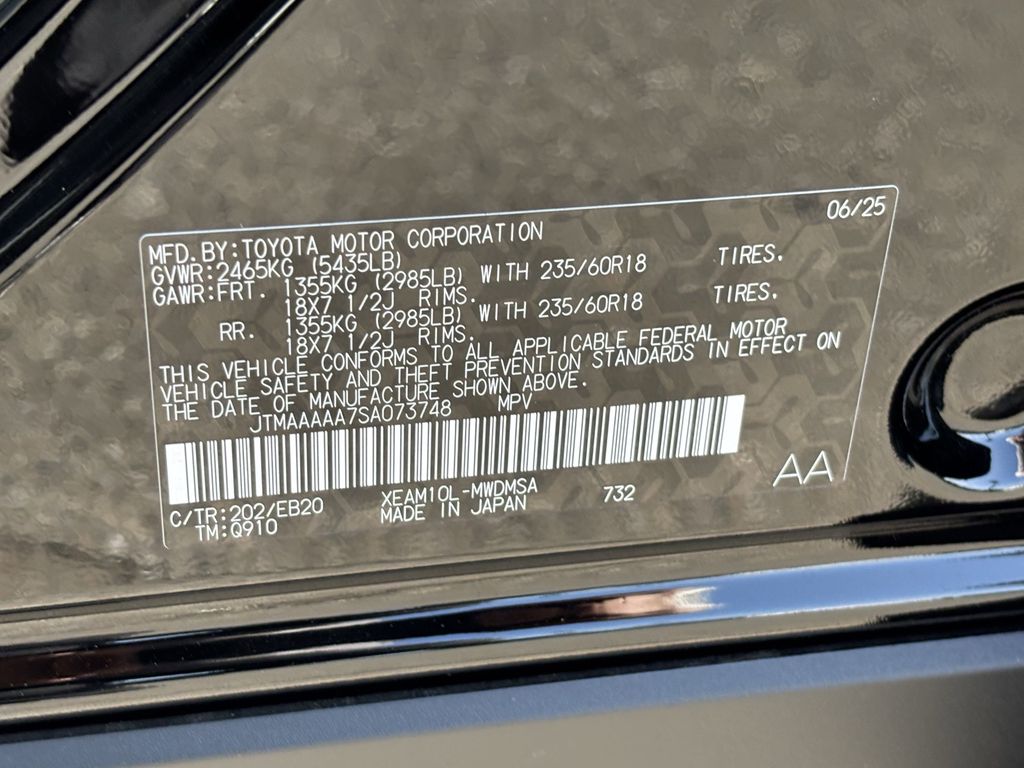 06/25
MFD.BY:TOYOTA MOTOR CORPORATION
GVWR:2465KG (5435LB)
GAWR:FRT. 1355KG (2985LB) WITH 235/60R18 TIRES.
18X7 1/2J RIMS.
RR. 1355KG (2985LB) WITH 235/60R18 TIRES.
18X7 1/2J RIMS.
THIS VEHICLE CONFORMS TO ALL APPLICABLE FEDERAL MOTOR
VEHICLE SAFETY AND THEFT PREVENTION STANDARDS IN EFFECT ON
THE DATE OF MANUFACTURE SHOWN ABOVE.
JTMAAAAA7SA073748 MPV
AA
C/TR:202/EB20 XEAM10L-MWDMSA 732
TM:Q910 MADE IN JAPAN